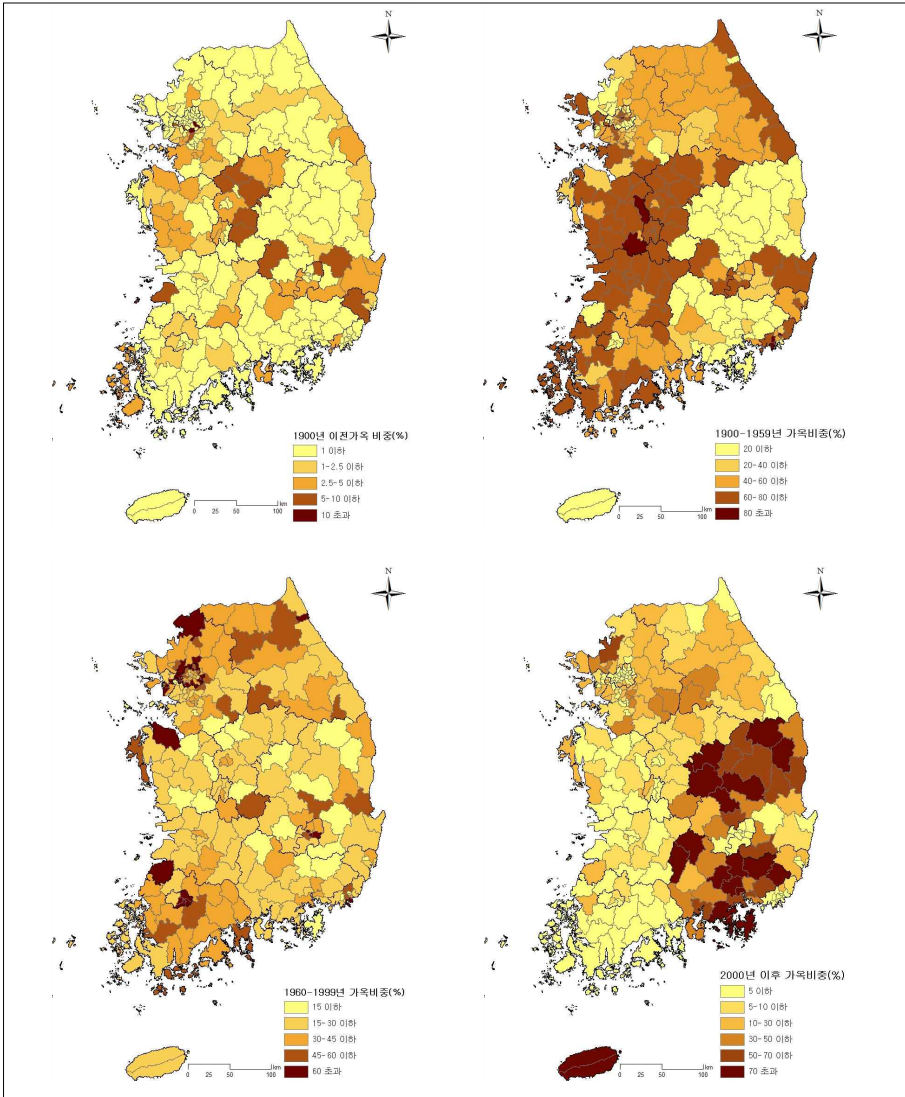 N
N
1900년 이전가옥 비중(%)
1 이하
1-2.5 이하
2.5-5 이하
5-10 이하
10 초과
0 25 50 100
km
1900-1959년 가옥비중(%)
20 이하
20-40 이하
40-60 이하
60-80 이하
80 초과
0 25 50 100
km
N
N
1960-1999년 가옥비중(%)
15 이하
15-30 이하
30-45 이하
45-60 이하
60 초과
0 25 50 100
km
2000년 이후 가옥비중(%)
5 이하
5-10 이하
10-30 이하
30-50 이하
50-70 이하
70 초과
0 25 50 100
km